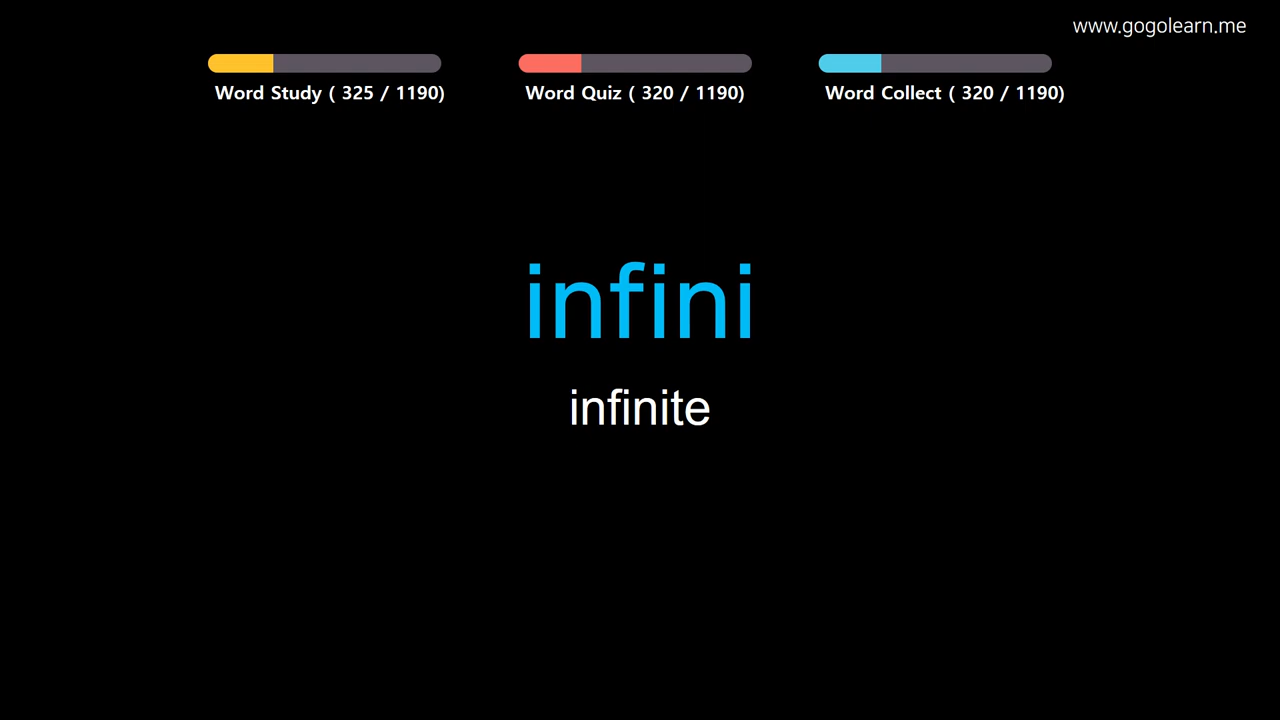 www.gogolearn.me
Word Study ( 325 / 1190)
Word Quiz ( 320 / 1190)
Word Collect ( 320 / 1190)
infini
infinite